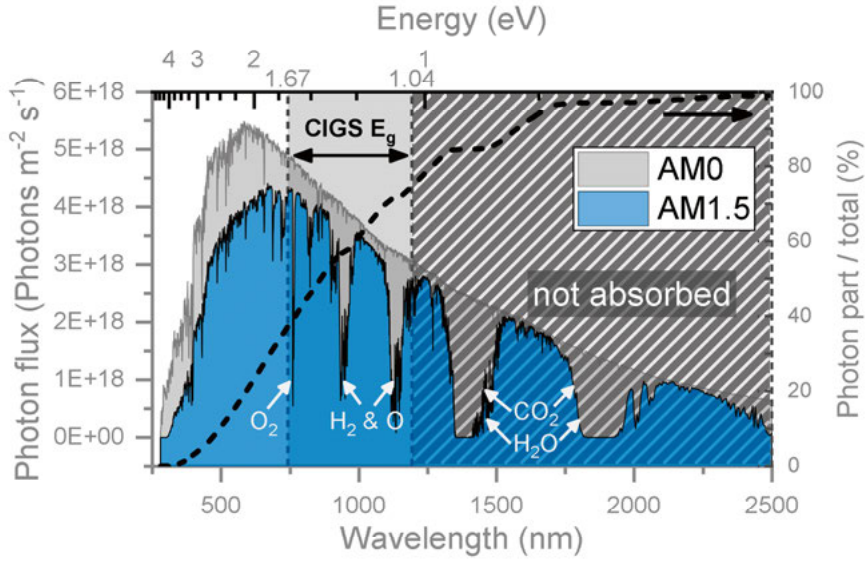 Energy (eV)
4 3 2 1
1.67 1.04
6E+18
5E+18
4E+18
3E+18
2E+18
1E+18
0E+00
Photon flux (Photons m⁻² s⁻¹)
CIGS E_g
AM0
AM1.5
not absorbed
O₂
H₂ & O
CO₂
H₂O
100
80
60
40
20
0
Photon part / total (%)
500 1000 1500 2000 2500
Wavelength (nm)